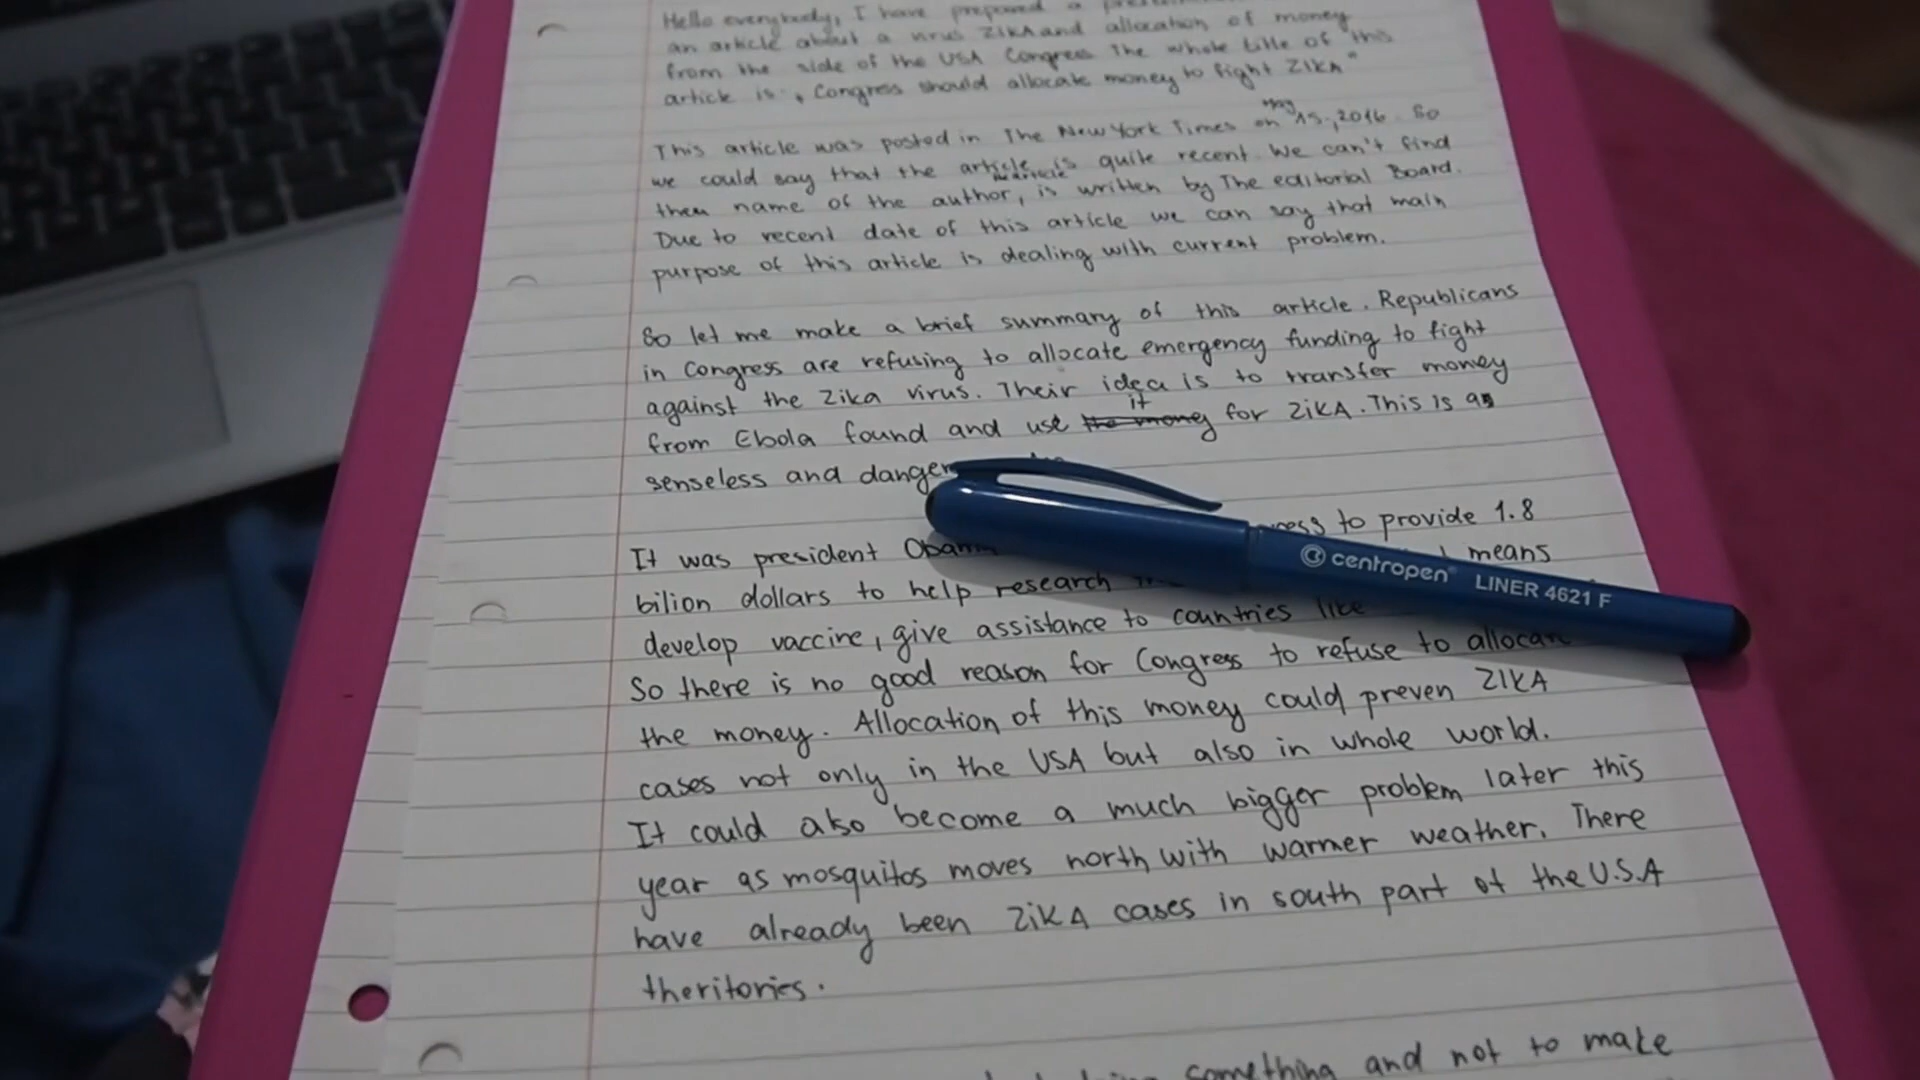 Hello everybody, I have prepared a
an article about a virus ZIKA and allocation of money
from the side of the USA Congress The whole title of this
article is „Congress should allocate money to fight ZIKA"
May
This article was posted in The New York Times on 15., 2016. So
we could say that the article is quite recent. We can't find
then name of the author, is written by The editorial Board.
Due to recent date of this article we can say that main
purpose of this article is dealing with current problem.
So let me make a brief summary of this article. Republicans
in Congress are refusing to allocate emergency funding to fight
against the Zika virus. Their idea is to transfer money
it
from Ebola found and use the money for ZIKA. This is as
senseless and
It was president to provide 1.8
means
bilion dollars to help research
develop vaccine, give assistance to countries like
So there is no good reason for Congress to refuse to
the money. Allocation of this money could preven ZIKA
cases not only in the USA but also in whole world.
It could also become a much bigger problem later this
year as mosquitos moves north with warmer weather. There
have already been ZIKA cases in south part of the U.S.A
theritories.
something and not to make
centropen LINER 4621 F